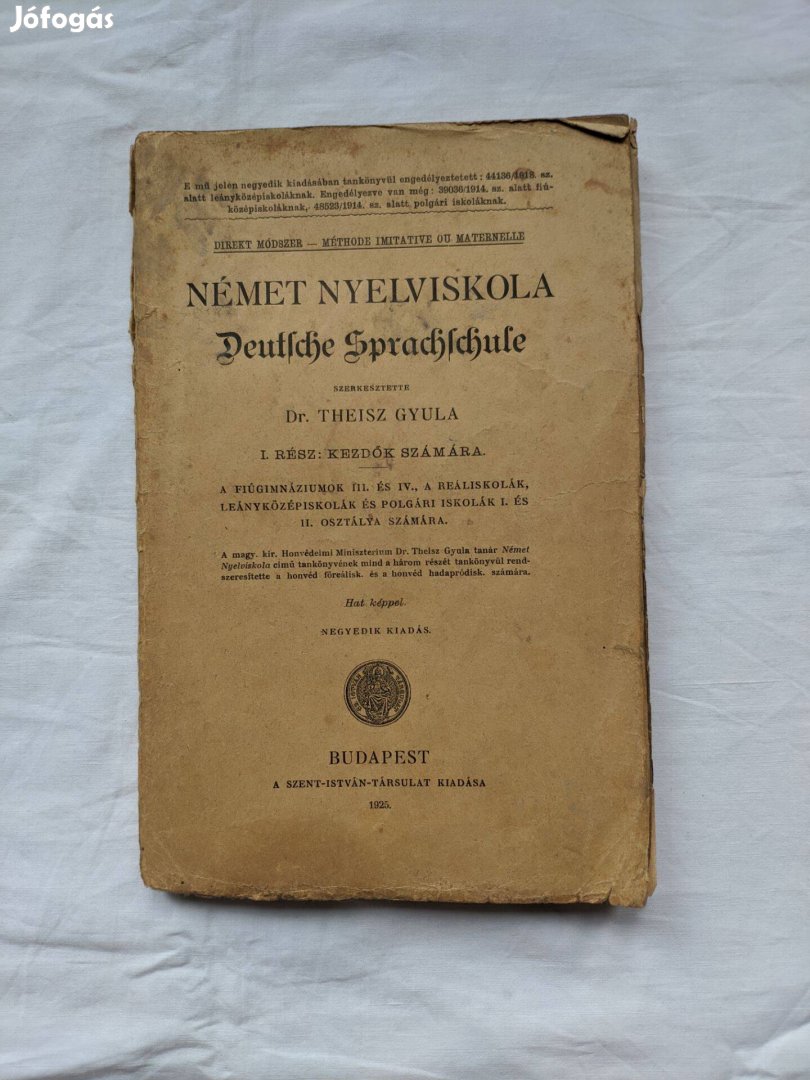 Jófogás
E mű jelen negyedik kiadásában tankönyvül engedélyeztetett: 44136/1918. sz.
alatt leányközépiskoláknak. Engedélyezve van még: 39036/1914. sz. alatt fiú-
középiskoláknak, 48523/1914. sz. alatt polgári iskoláknak.
DIREKT MÓDSZER — MÉTHODE IMITATIVE OU MATERNELLE
NÉMET NYELVISKOLA
Deutsche Sprachschule
SZERKESZTETTE
Dr. THEISZ GYULA
I. RÉSZ: KEZDŐK SZÁMÁRA.
A FIÚGIMNÁZIUMOK III. ÉS IV., A REÁLISKOLÁK,
LEÁNYKÖZÉPISKOLÁK ÉS POLGÁRI ISKOLÁK I. ÉS
II. OSZTÁLYA SZÁMÁRA.
A magy. kir. Honvédelmi Miniszterium Dr. Theisz Gyula tanár Német
Nyelviskola című tankönyvének mind a három részét tankönyvül rend-
szeresítette a honvéd főreálisk. és a honvéd hadapródisk. számára.
Hat képpel.
NEGYEDIK KIADÁS.
BUDAPEST
A SZENT-ISTVÁN-TÁRSULAT KIADÁSA
1925.